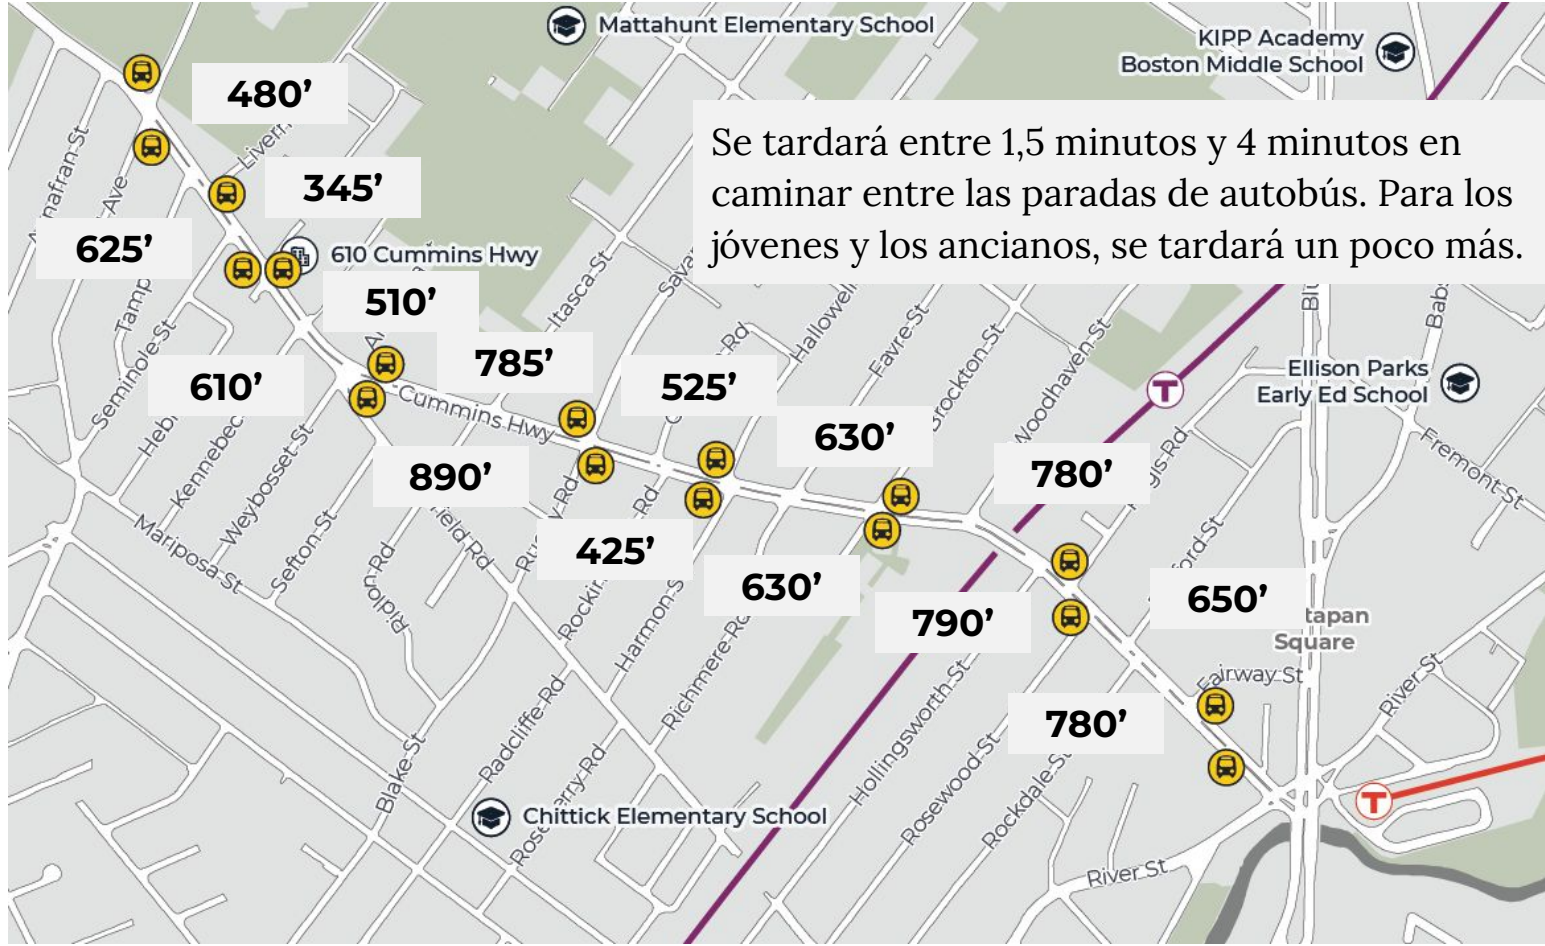 Mattahunt Elementary School
KIPP Academy
Boston Middle School
480'
Se tardará entre 1,5 minutos y 4 minutos en
caminar entre las paradas de autobús. Para los
jóvenes y los ancianos, se tardará un poco más.
345'
625'
610 Cummins Hwy
Itasca St
510'
785'
610'
525'
Hallowell
Favre St
Brockton St
Woodhaven St
T
Ellison Parks
Early Ed School
Fremont St
Seminole St
Kennebec
Weybosset St
Sefton St
Mariposa St
Ridlon Rd
Cummins Hwy
890'
630'
780'
425'
630'
790'
650'
Square
Fairway St
River St
780'
Harmon S
Richmere Rd
Radcliffe Rd
Blake St
Hollingsworth St
Rosewood St
Rockdale St
Chittick Elementary School
T
River St